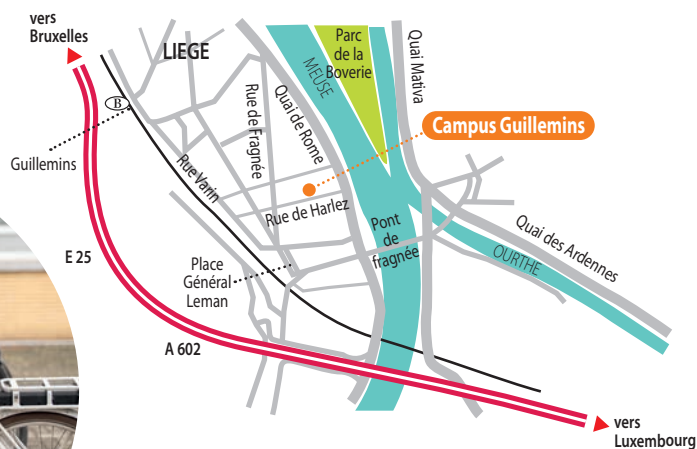 vers
Bruxelles
LIEGE
B
Guillemins
Rue Varin
Rue de Fragnée
Quai de Rome
MEUSE
Parc
de la
Boverie
Quai Mativa
Campus Guillemins
Rue de Harlez
Pont
de
fragnée
Quai des Ardennes
OURTHE
Place
Général
Leman
E 25
A 602
vers
Luxembourg